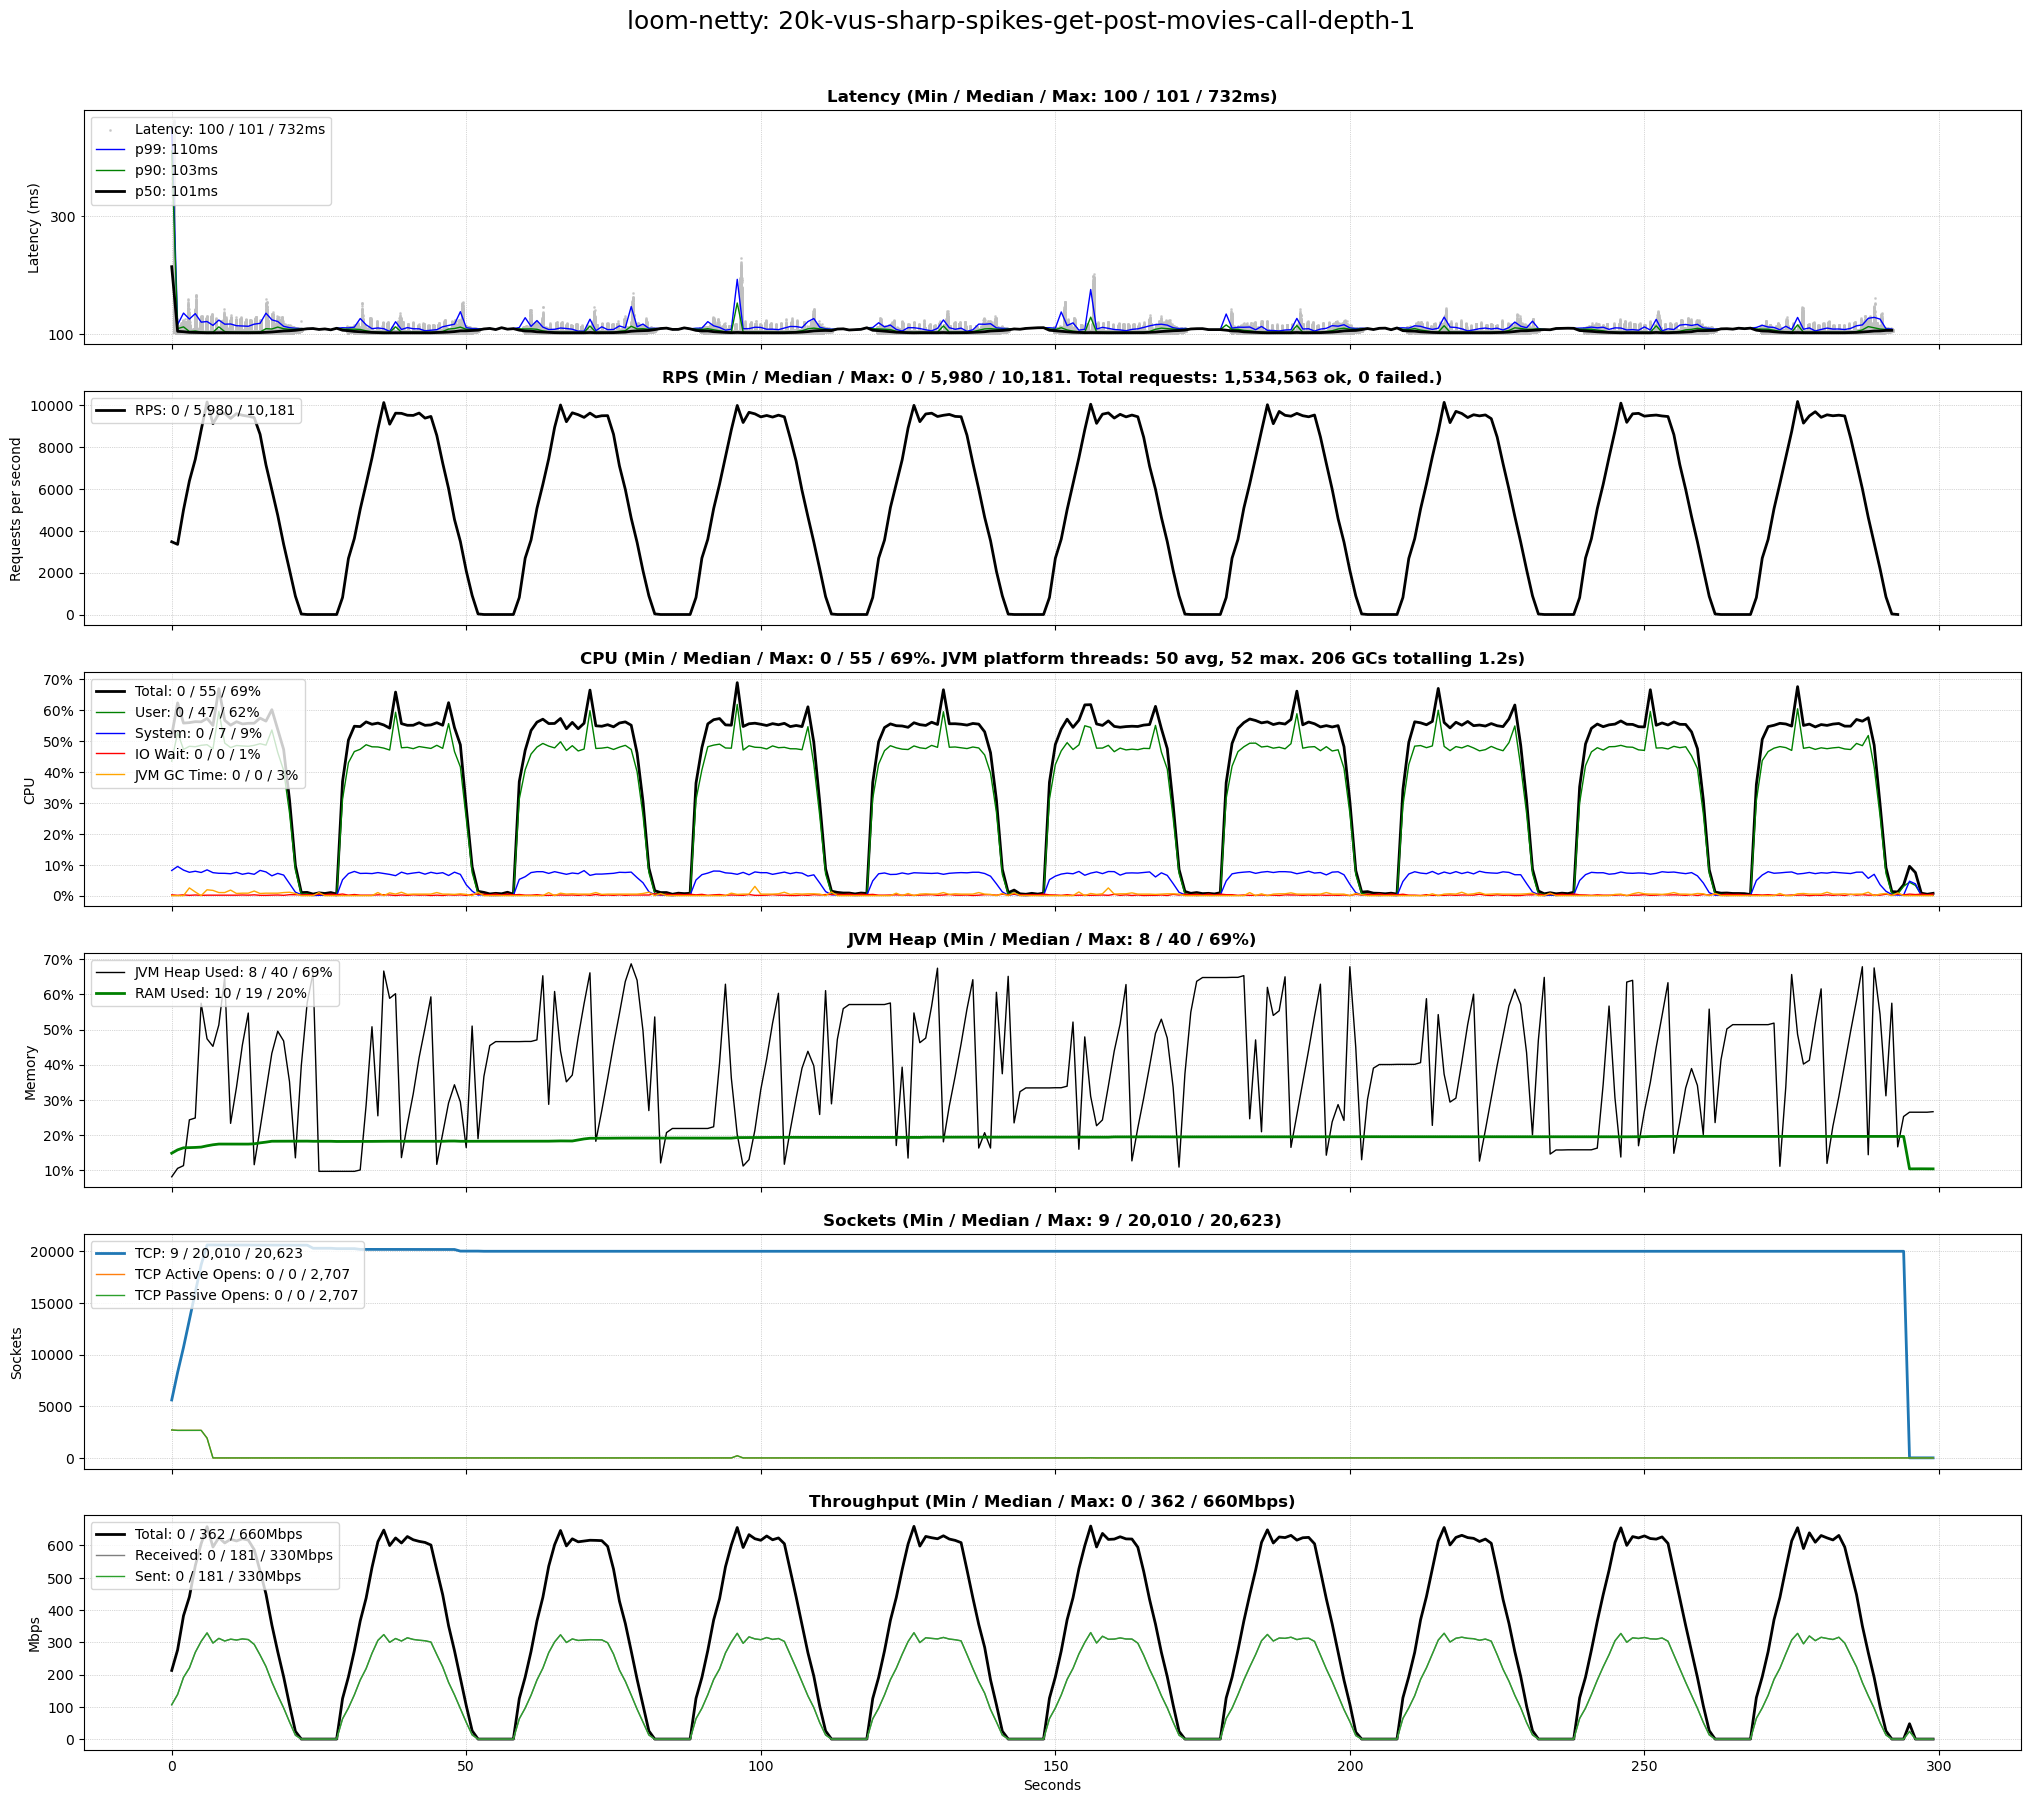 loom-netty: 20k-vus-sharp-spikes-get-post-movies-call-depth-1
Latency (Min / Median / Max: 100 / 101 / 732ms)
Latency: 100 / 101 / 732ms
p99: 110ms
p90: 103ms
p50: 101ms
Latency (ms)
300
100
RPS (Min / Median / Max: 0 / 5,980 / 10,181. Total requests: 1,534,563 ok, 0 failed.)
RPS: 0 / 5,980 / 10,181
Requests per second
10000
8000
6000
4000
2000
0
CPU (Min / Median / Max: 0 / 55 / 69%. JVM platform threads: 50 avg, 52 max. 206 GCs totalling 1.2s)
Total: 0 / 55 / 69%
User: 0 / 47 / 62%
System: 0 / 7 / 9%
IO Wait: 0 / 0 / 1%
JVM GC Time: 0 / 0 / 3%
CPU
70%
60%
50%
40%
30%
20%
10%
0%
JVM Heap (Min / Median / Max: 8 / 40 / 69%)
JVM Heap Used: 8 / 40 / 69%
RAM Used: 10 / 19 / 20%
Memory
70%
60%
50%
40%
30%
20%
10%
Sockets (Min / Median / Max: 9 / 20,010 / 20,623)
TCP: 9 / 20,010 / 20,623
TCP Active Opens: 0 / 0 / 2,707
TCP Passive Opens: 0 / 0 / 2,707
Sockets
20000
15000
10000
5000
0
Throughput (Min / Median / Max: 0 / 362 / 660Mbps)
Total: 0 / 362 / 660Mbps
Received: 0 / 181 / 330Mbps
Sent: 0 / 181 / 330Mbps
Mbps
600
500
400
300
200
100
0
0 50 100 150 200 250 300
Seconds